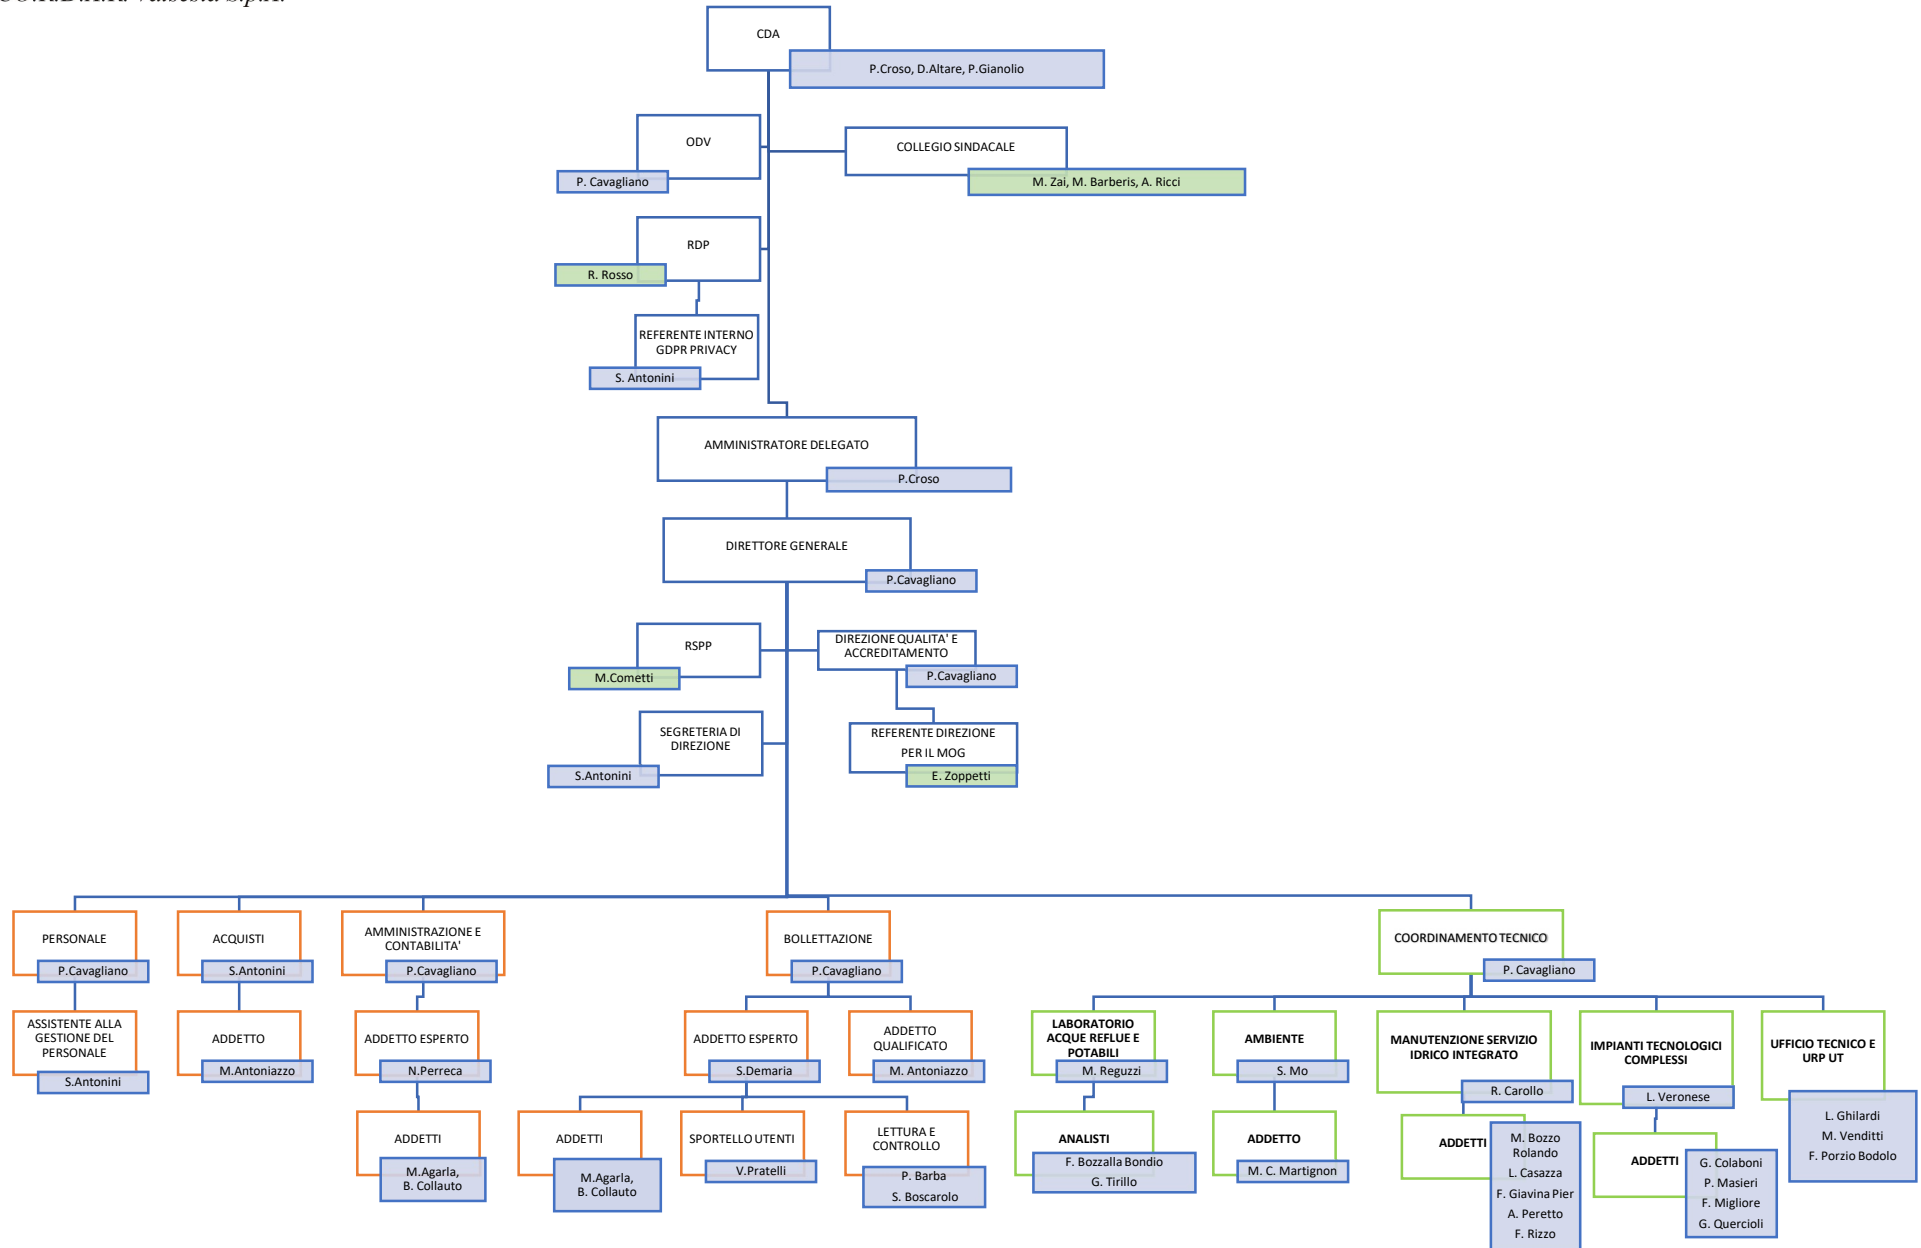 CDA
P.Croso, D.Altare, P.Gianolio
ODV
P. Cavagliano
COLLEGIO SINDACALE
M. Zai, M. Barberis, A. Ricci
RDP
R. Rosso
REFERENTE INTERNO
GDPR PRIVACY
S. Antonini
AMMINISTRATORE DELEGATO
P.Croso
DIRETTORE GENERALE
P.Cavagliano
RSPP
M.Cometti
DIREZIONE QUALITA' E
ACCREDITAMENTO
P.Cavagliano
SEGRETERIA DI
DIREZIONE
S.Antonini
REFERENTE DIREZIONE
PER IL MOG
E. Zoppetti
PERSONALE
P.Cavagliano
ACQUISTI
S.Antonini
AMMINISTRAZIONE E
CONTABILITA'
P.Cavagliano
BOLLETTAZIONE
P.Cavagliano
COORDINAMENTO TECNICO
P. Cavagliano
ASSISTENTE ALLA
GESTIONE DEL
PERSONALE
S.Antonini
ADDETTO
M.Antoniazzo
ADDETTO ESPERTO
N.Perreca
ADDETTO ESPERTO
S.Demaria
ADDETTO
QUALIFICATO
M. Antoniazzo
LABORATORIO
ACQUE REFLUE E
POTABILI
M. Reguzzi
AMBIENTE
S. Mo
MANUTENZIONE SERVIZIO
IDRICO INTEGRATO
R. Carollo
IMPIANTI TECNOLOGICI
COMPLESSI
L. Veronese
UFFICIO TECNICO E
URP UT
L. Ghilardi
M. Venditti
F. Porzio Bodolo
ADDETTI
M.Agarla,
B. Collauto
ADDETTI
M.Agarla,
B. Collauto
SPORTELLO UTENTI
V.Pratelli
LETTURA E
CONTROLLO
P. Barba
S. Boscarolo
ANALISTI
F. Bozzalla Bondio
G. Tirillo
ADDETTO
M. C. Martignon
ADDETTI
M. Bozzo
Rolando
L. Casazza
F. Giavina Pier
A. Peretto
F. Rizzo
ADDETTI
G. Colaboni
P. Masieri
F. Migliore
G. Quercioli